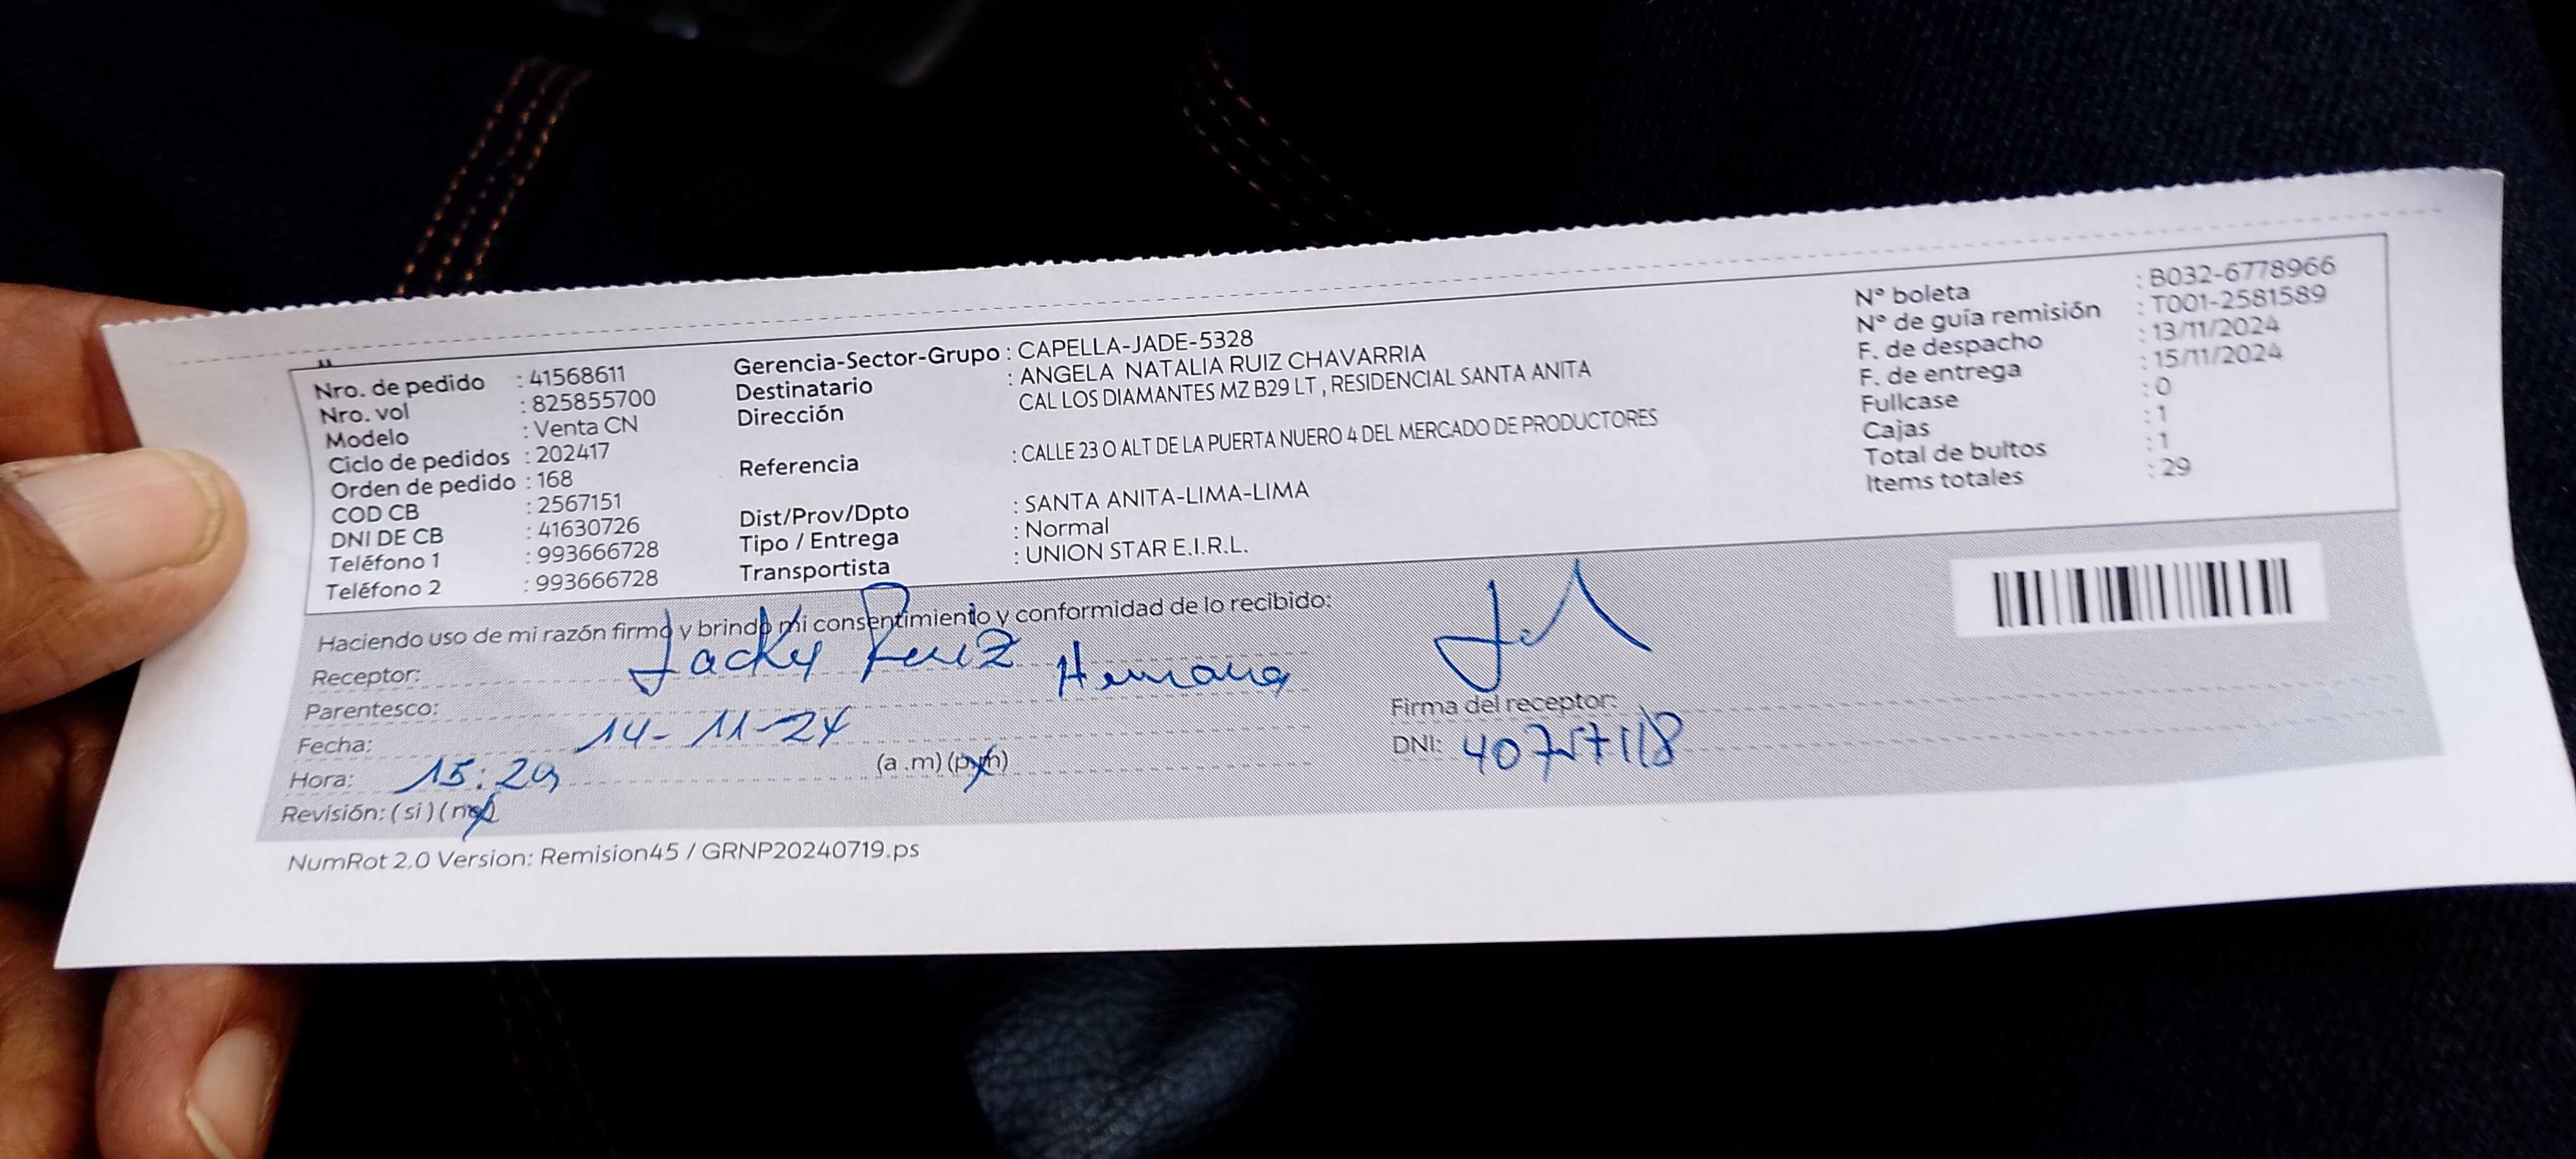 Nro. de pedido : 41568611
Nro. vol : 825855700
Modelo : Venta CN
Ciclo de pedidos : 202417
Orden de pedido : 168
COD CB : 2567151
DNI DE CB : 41630726
Teléfono 1 : 993666728
Teléfono 2 : 993666728
Gerencia-Sector-Grupo : CAPELLA-JADE-5328
Destinatario : ANGELA NATALIA RUIZ CHAVARRIA
Dirección CAL LOS DIAMANTES MZ B29 LT , RESIDENCIAL SANTA ANITA
Referencia : CALLE 23 O ALT DE LA PUERTA NUERO 4 DEL MERCADO DE PRODUCTORES
Dist/Prov/Dpto : SANTA ANITA-LIMA-LIMA
Tipo / Entrega : Normal
Transportista : UNION STAR E.I.R.L.
N° boleta : B032-6778966
N° de guía remisión : T001-2581589
F. de despacho : 13/11/2024
F. de entrega : 15/11/2024
Fullcase : 0
Cajas : 1
Total de bultos : 1
Items totales : 29
Haciendo uso de mi razón firmo y brindo mi consentimiento y conformidad de lo recibido:
Receptor: Jacky Ruiz
Parentesco: Hermana
Fecha: 14-11-24
Hora: 15:29 (a .m) (p.m)
Revisión: ( si ) ( no )
Firma del receptor:
DNI:
NumRot 2.0 Version: Remision45 / GRNP20240719.ps